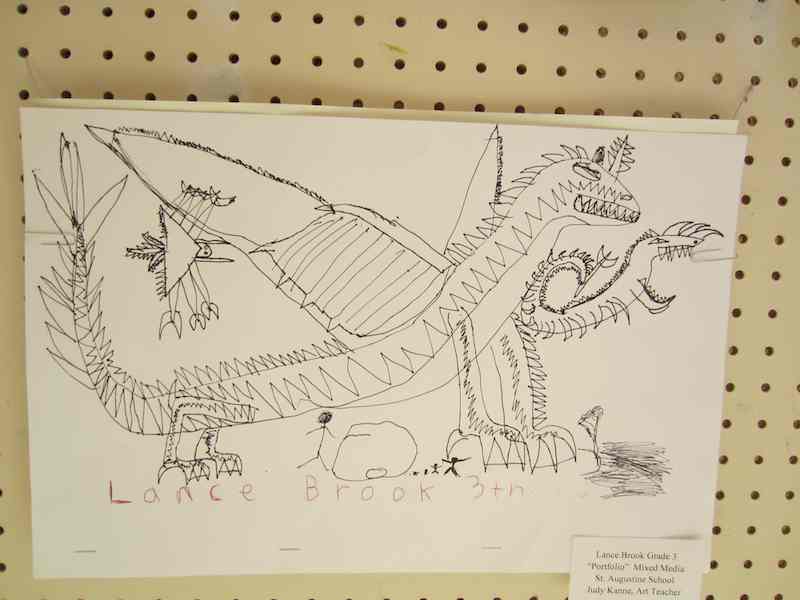 Lance Brook 3th
Lance Brook Grade 3
"Portfolio" Mixed Media
St. Augustine School
Judy Kanne, Art Teacher